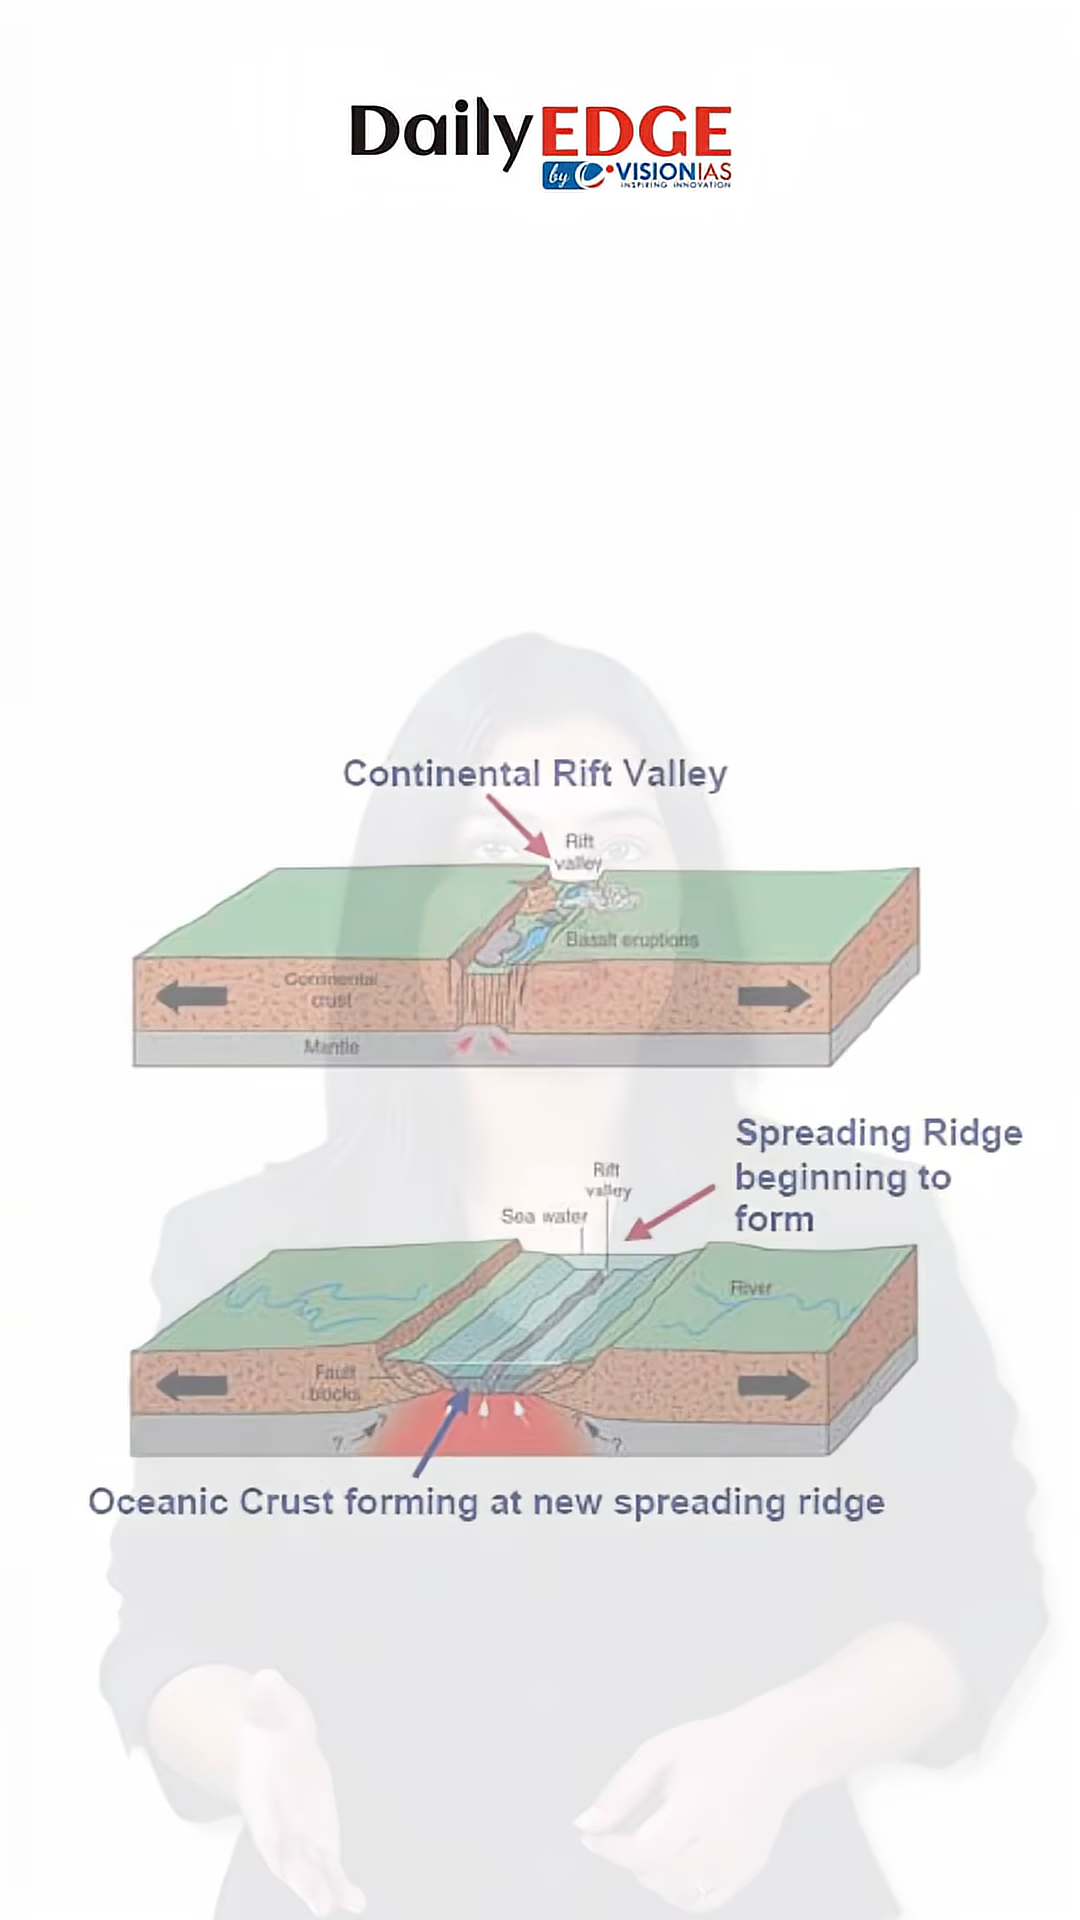 DailyEDGE
by VISIONIAS
INSPIRING INNOVATION
Continental Rift Valley
Rift
valley
Basalt eruptions
Continental
crust
Mantle
Spreading Ridge
beginning to
form
Rift
valley
Sea water
River
Fault
blocks
?
?
Oceanic Crust forming at new spreading ridge